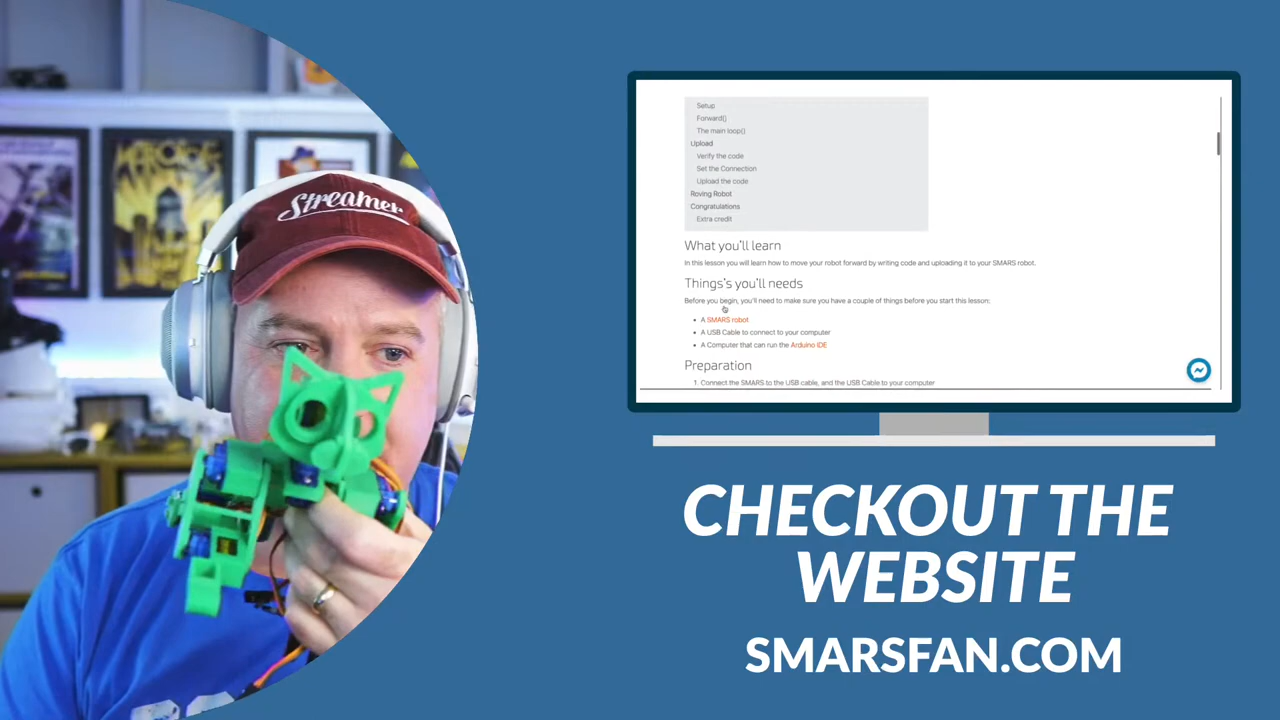 Streamer
Setup
Forward()
The main loop()
Upload
Verify the code
Set the Connection
Upload the code
Roving Robot
Congratulations
Extra credit
What you'll learn
In this lesson you will learn how to move your robot forward by writing code and uploading it to your SMARS robot.
Things's you'll needs
Before you begin, you'll need to make sure you have a couple of things before you start this lesson:
A SMARS robot
A USB Cable to connect to your computer
A Computer that can run the Arduino IDE
Preparation
1. Connect the SMARS to the USB cable, and the USB Cable to your computer
CHECKOUT THE
WEBSITE
SMARSFAN.COM